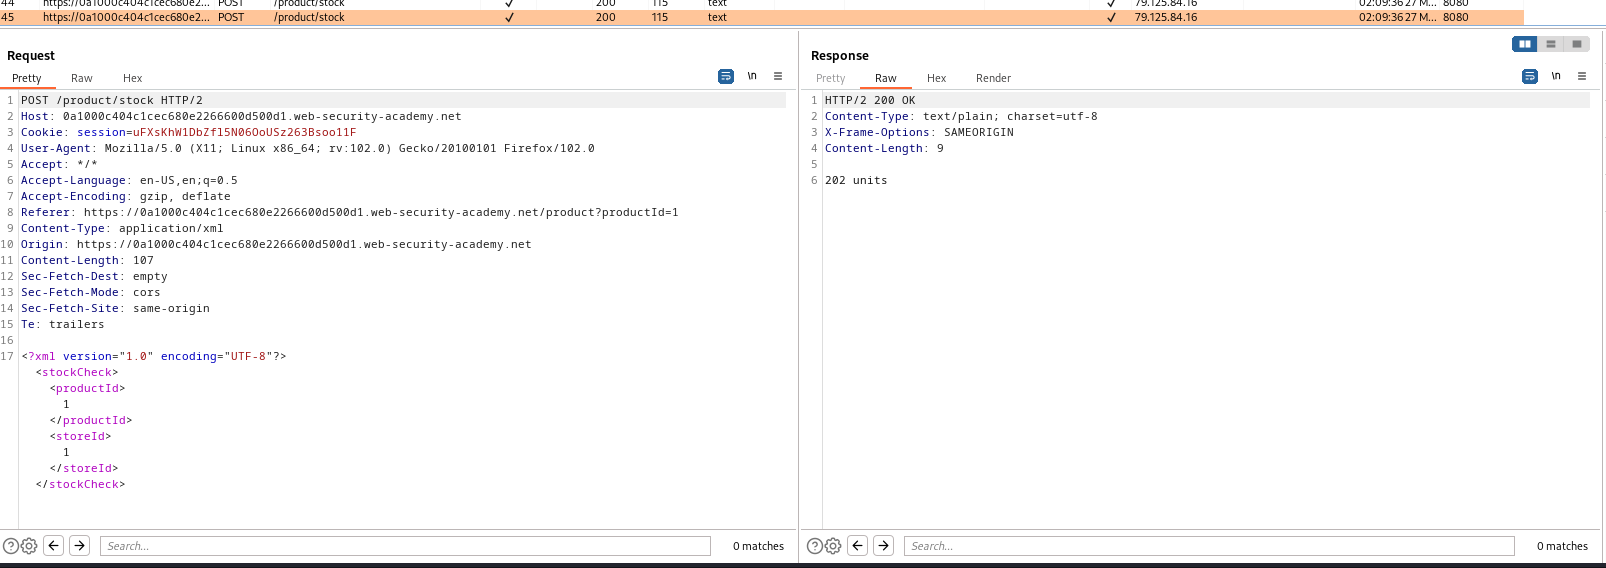 44 https://0a1000c404c1cec680e2... POST /product/stock ✓ 200 115 text ✓ 79.125.84.16 02:09:36 27 M... 8080
45 https://0a1000c404c1cec680e2... POST /product/stock ✓ 200 115 text ✓ 79.125.84.16 02:09:36 27 M... 8080
Request
Pretty Raw Hex
\n
1 POST /product/stock HTTP/2
2 Host: 0a1000c404c1cec680e2266600d500d1.web-security-academy.net
3 Cookie: session=uFXsKhW1DbZfl5N06OoUSz263Bsoo11F
4 User-Agent: Mozilla/5.0 (X11; Linux x86_64; rv:102.0) Gecko/20100101 Firefox/102.0
5 Accept: */*
6 Accept-Language: en-US,en;q=0.5
7 Accept-Encoding: gzip, deflate
8 Referer: https://0a1000c404c1cec680e2266600d500d1.web-security-academy.net/product?productId=1
9 Content-Type: application/xml
10 Origin: https://0a1000c404c1cec680e2266600d500d1.web-security-academy.net
11 Content-Length: 107
12 Sec-Fetch-Dest: empty
13 Sec-Fetch-Mode: cors
14 Sec-Fetch-Site: same-origin
15 Te: trailers
16
17 <?xml version="1.0" encoding="UTF-8"?>
<stockCheck>
<productId>
1
</productId>
<storeId>
1
</storeId>
</stockCheck>
Search...
0 matches
Response
Pretty Raw Hex Render
\n
1 HTTP/2 200 OK
2 Content-Type: text/plain; charset=utf-8
3 X-Frame-Options: SAMEORIGIN
4 Content-Length: 9
5
6 202 units
Search...
0 matches